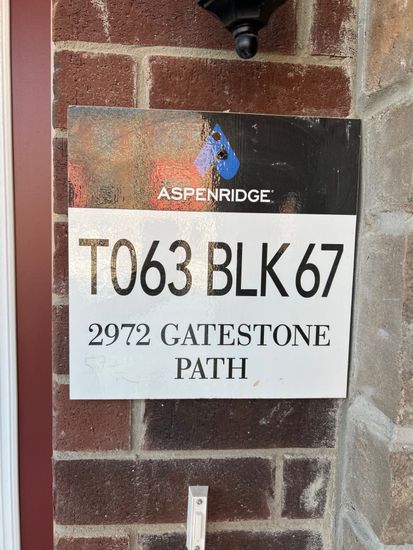 ASPENRIDGE
T063 BLK 67
2972 GATESTONE
PATH